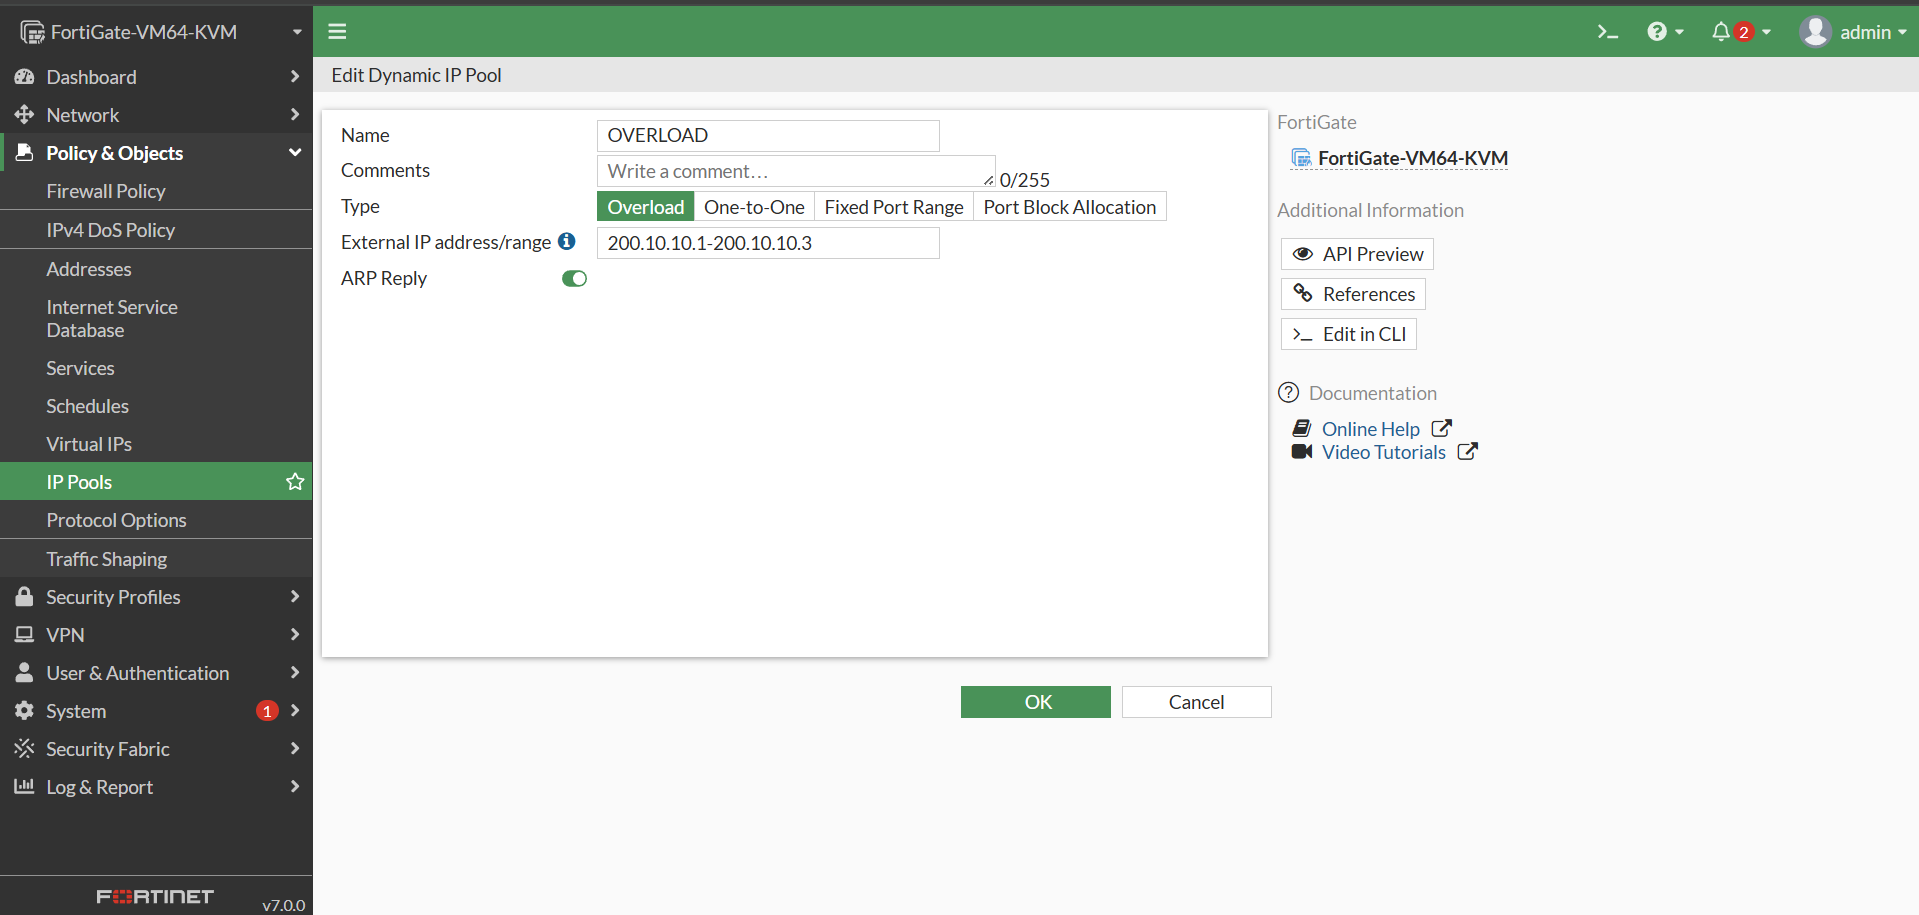 FortiGate-VM64-KVM
2
admin
Dashboard
Network
Policy & Objects
Firewall Policy
IPv4 DoS Policy
Addresses
Internet Service
Database
Services
Schedules
Virtual IPs
IP Pools
Protocol Options
Traffic Shaping
Security Profiles
VPN
User & Authentication
System 1
Security Fabric
Log & Report
FORTINET
v7.0.0
Edit Dynamic IP Pool
Name OVERLOAD
Comments Write a comment... 0/255
Type Overload One-to-One Fixed Port Range Port Block Allocation
External IP address/range 200.10.10.1-200.10.10.3
ARP Reply
OK Cancel
FortiGate
FortiGate-VM64-KVM
Additional Information
API Preview
References
Edit in CLI
Documentation
Online Help
Video Tutorials